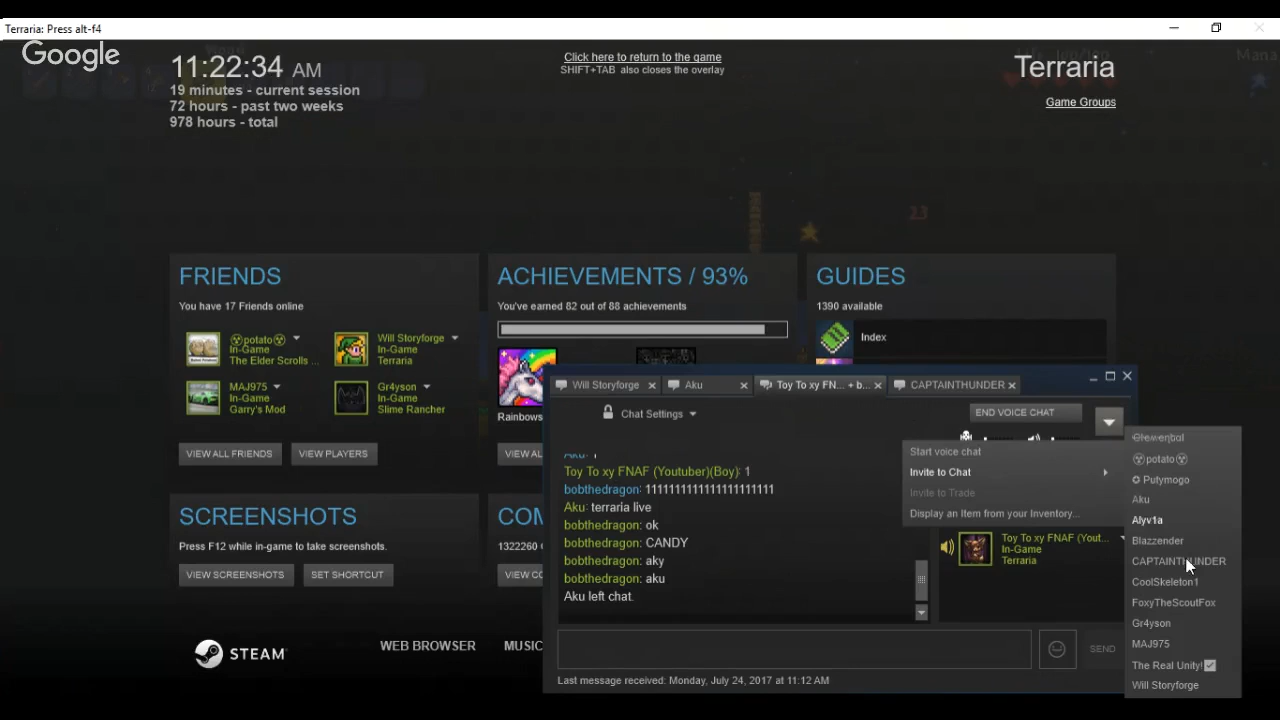 Terraria: Press alt-f4
Google
11:22:34 AM
19 minutes - current session
72 hours - past two weeks
978 hours - total
Click here to return to the game
SHIFT+TAB also closes the overlay
Terraria
Game Groups
Mana
23
FRIENDS
You have 17 Friends online
☢potato☢
In-Game
The Elder Scrolls ...
Will Storyforge
In-Game
Terraria
MAJ975
In-Game
Garry's Mod
Gr4yson
In-Game
Slime Rancher
VIEW ALL FRIENDS
VIEW PLAYERS
ACHIEVEMENTS / 93%
You've earned 82 out of 88 achievements
Rainbows
VIEW AL
GUIDES
1390 available
Index
SCREENSHOTS
Press F12 while in-game to take screenshots.
VIEW SCREENSHOTS
SET SHORTCUT
COM
1322260
VIEW CO
STEAM
WEB BROWSER
MUSIC
Will Storyforge
Aku
Toy To xy FN... + b...
CAPTAINTHUNDER
Chat Settings
END VOICE CHAT
Aku: 1
Toy To xy FNAF (Youtuber)(Boy): 1
bobthedragon: 1111111111111111111111
Aku: terraria live
bobthedragon: ok
bobthedragon: CANDY
bobthedragon: aky
bobthedragon: aku
Aku left chat.
Start voice chat
Invite to Chat
Invite to Trade
Display an Item from your Inventory...
Toy To xy FNAF (Yout...
In-Game
Terraria
☢potato☢
✪ Putymogo
Aku
Alyv1a
Blazzender
CAPTAINTHUNDER
CoolSkeleton1
FoxyTheScoutFox
Gr4yson
MAJ975
The Real Unity!✅
Will Storyforge
SEND
Last message received: Monday, July 24, 2017 at 11:12 AM